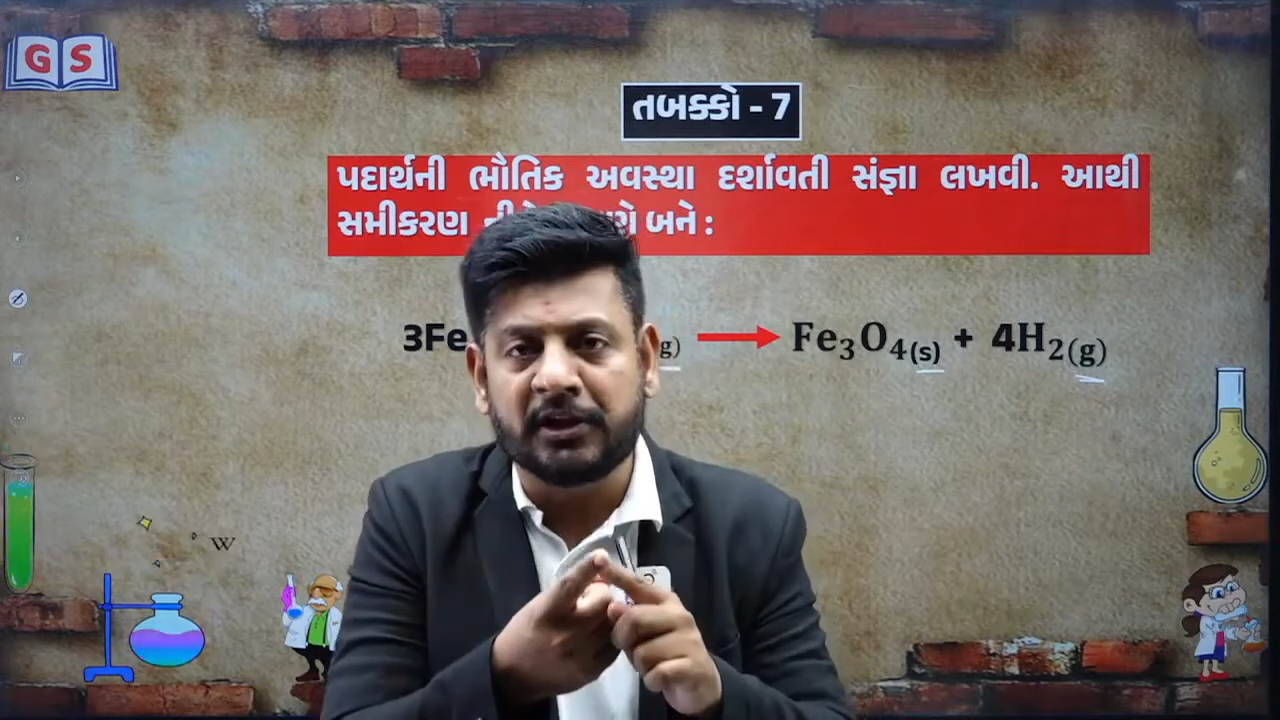 GS
તબક્કો - 7
પદાર્થની ભૌતિક અવસ્થા દર્શાવતી સંજ્ઞા લખવી. આથી
સમીકરણ બને :
3Fe g) → Fe₃O₄(s) + 4H₂(g)
W